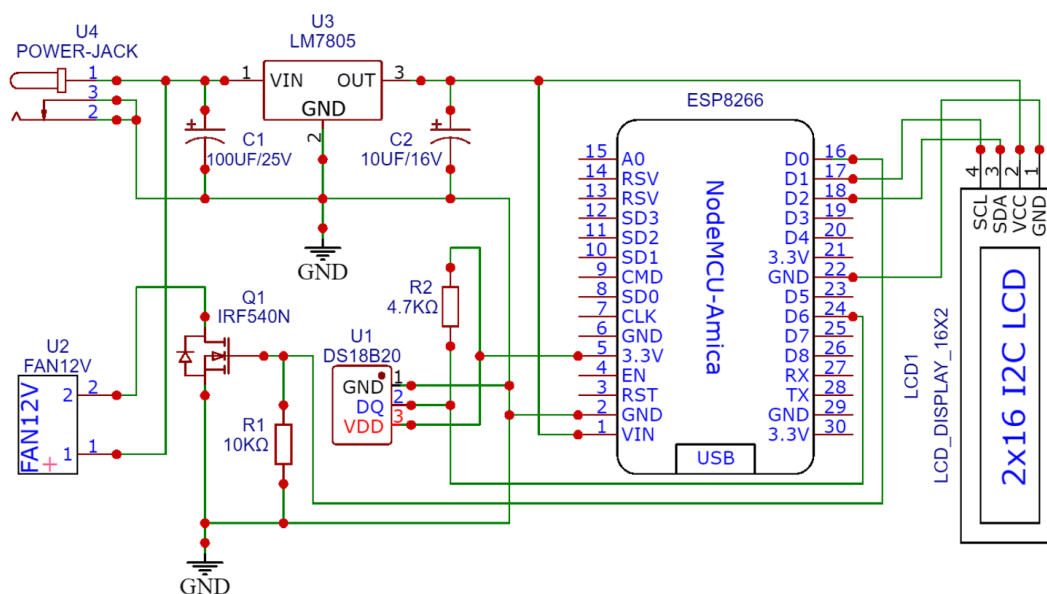 U4
POWER-JACK
1
3
2
U3
LM7805
1
VIN
OUT
3
GND
2
+
C1
100UF/25V
+
C2
10UF/16V
GND
ESP8266
NodeMCU-Amica
15 A0
14 RSV
13 RSV
12 SD3
11 SD2
10 SD1
9 CMD
8 SD0
7 CLK
6 GND
5 3.3V
4 EN
3 RST
2 GND
1 VIN
D0 16
D1 17
D2 18
D3 19
D4 20
3.3V 21
GND 22
D5 23
D6 24
D7 25
D8 26
RX 27
TX 28
GND 29
3.3V 30
USB
4
3
2
1
SCL
SDA
VCC
GND
2x16 I2C LCD
LCD1
LCD_DISPLAY_16X2
Q1
IRF540N
R2
4.7KΩ
U1
DS18B20
GND 1
DQ 2
VDD 3
U2
FAN12V
FAN12V
+
2 2
1 1
R1
10KΩ
GND